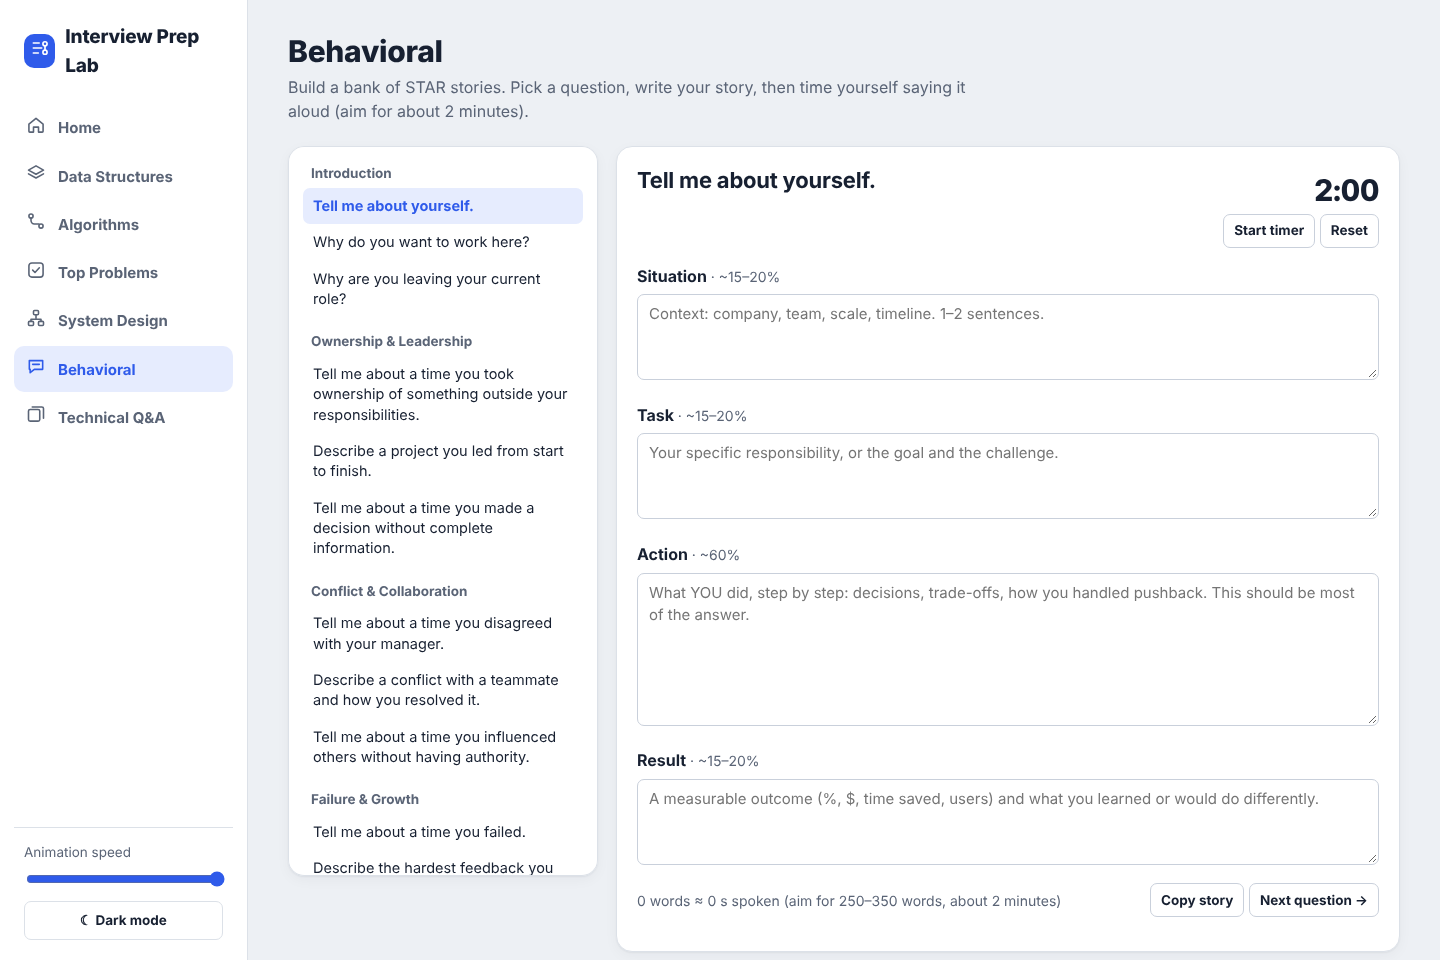 Interview Prep
Lab
Home
Data Structures
Algorithms
Top Problems
System Design
Behavioral
Technical Q&A
Animation speed
☾ Dark mode
Behavioral
Build a bank of STAR stories. Pick a question, write your story, then time yourself saying it
aloud (aim for about 2 minutes).
Introduction
Tell me about yourself.
Why do you want to work here?
Why are you leaving your current
role?
Ownership & Leadership
Tell me about a time you took
ownership of something outside your
responsibilities.
Describe a project you led from start
to finish.
Tell me about a time you made a
decision without complete
information.
Conflict & Collaboration
Tell me about a time you disagreed
with your manager.
Describe a conflict with a teammate
and how you resolved it.
Tell me about a time you influenced
others without having authority.
Failure & Growth
Tell me about a time you failed.
Describe the hardest feedback you
Tell me about yourself.
2:00
Start timer Reset
Situation · ~15–20%
Context: company, team, scale, timeline. 1–2 sentences.
Task · ~15–20%
Your specific responsibility, or the goal and the challenge.
Action · ~60%
What YOU did, step by step: decisions, trade-offs, how you handled pushback. This should be most
of the answer.
Result · ~15–20%
A measurable outcome (%, $, time saved, users) and what you learned or would do differently.
0 words ≈ 0 s spoken (aim for 250–350 words, about 2 minutes)
Copy story Next question →